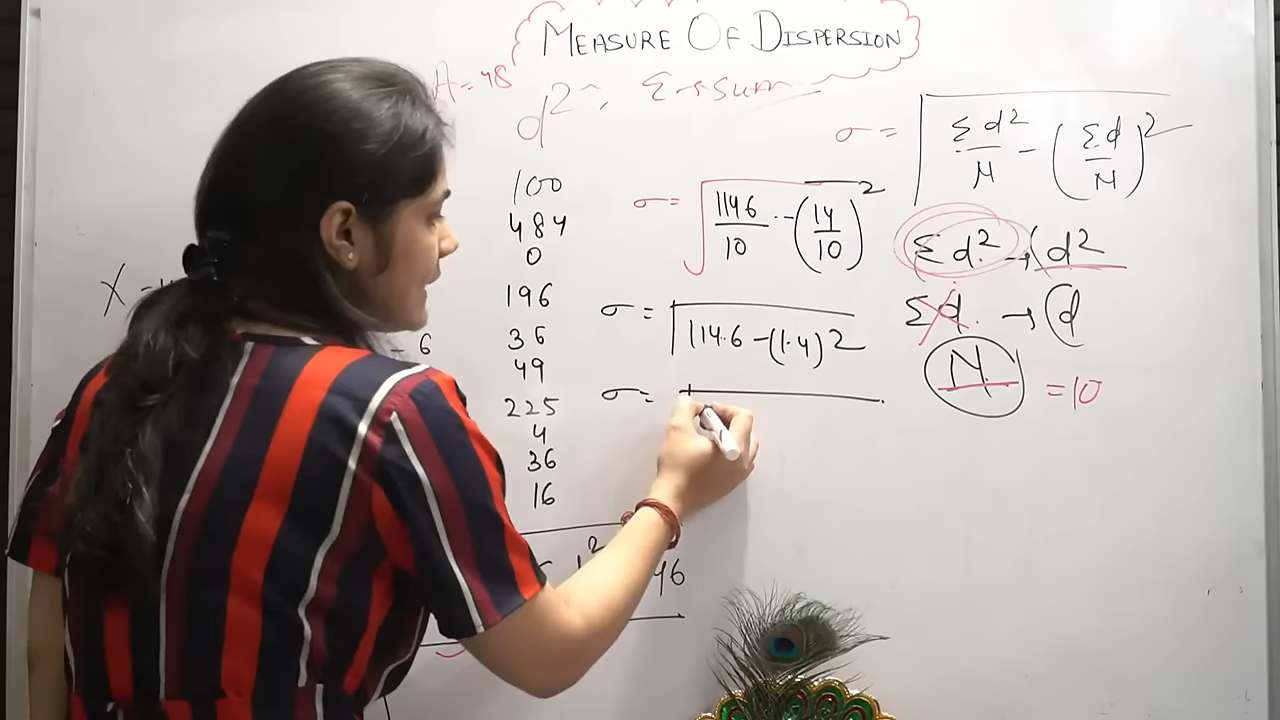 MEASURE OF DISPERSION
A = 48
d² Σ → sum
σ = √ Σd²/N - (Σd/N)²
100
484
0
196
36
49
225
4
36
16
46
X
- 6
σ = √ 1146/10 - (14/10)²
σ = √ 114.6 - (1.4)²
σ =
Σd² → (d²
Σd. → (d
N = 10